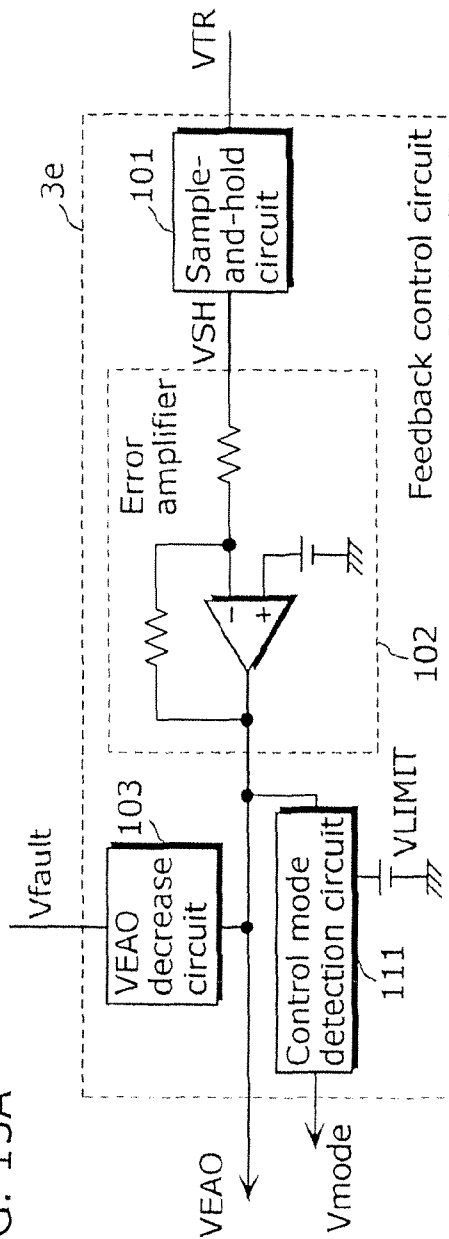 G. 15A
3e
Vfault
103
VEAO
decrease
circuit
Error
amplifier
VSH
101
Sample-
and-hold
circuit
VTR
VEAO
−
+
102
Vmode
Control mode
detection circuit
111
VLIMIT
Feedback control circuit